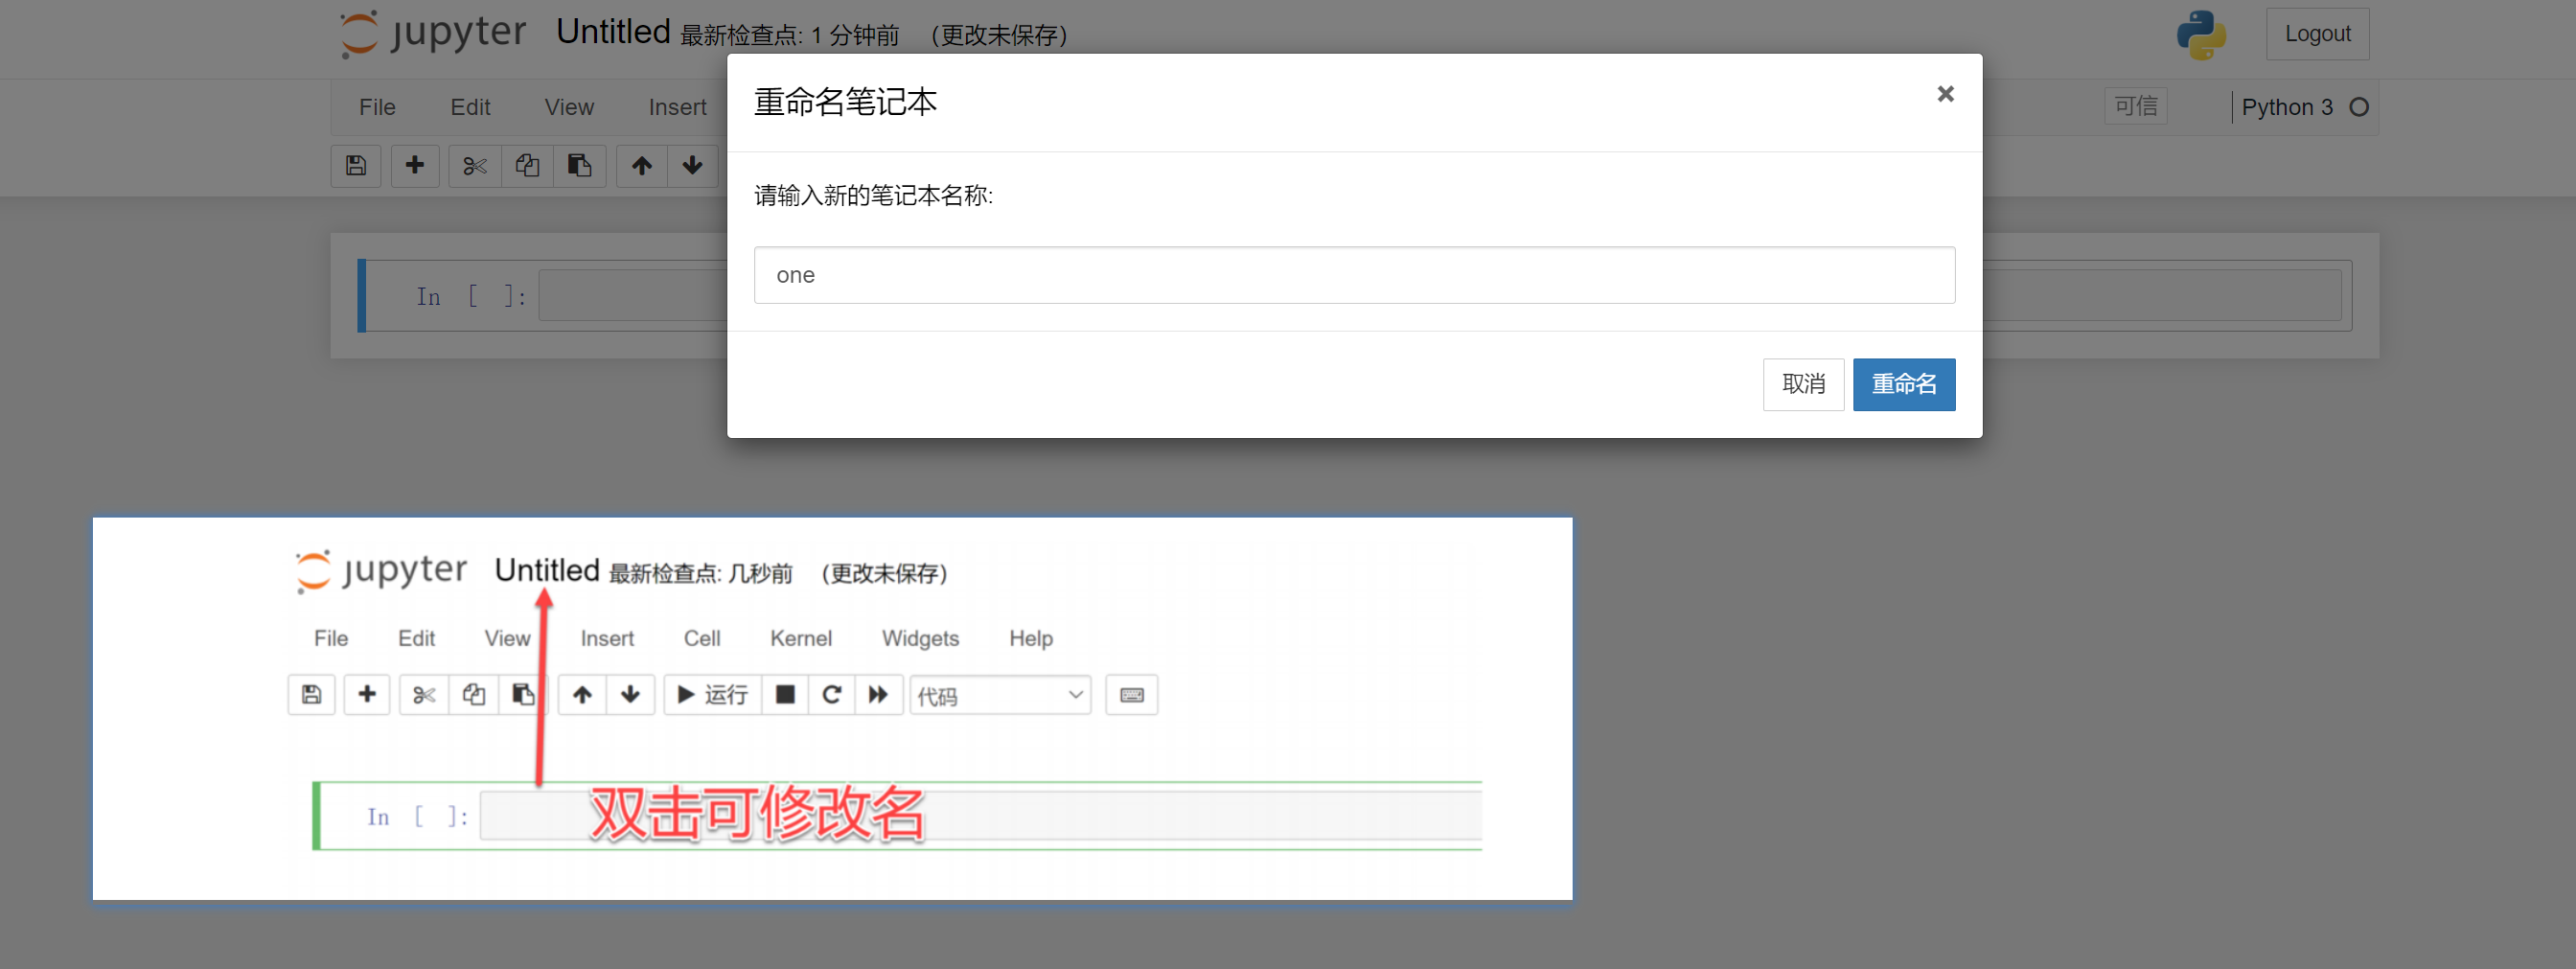 jupyter Untitled 最新检查点: 1 分钟前 (更改未保存) Logout
File Edit View Insert 可信 Python 3
重命名笔记本
×
请输入新的笔记本名称:
one
In [ ]:
取消 重命名
jupyter Untitled 最新检查点: 几秒前 (更改未保存)
File Edit View Insert Cell Kernel Widgets Help
运行 代码
In [ ]:
双击可修改名